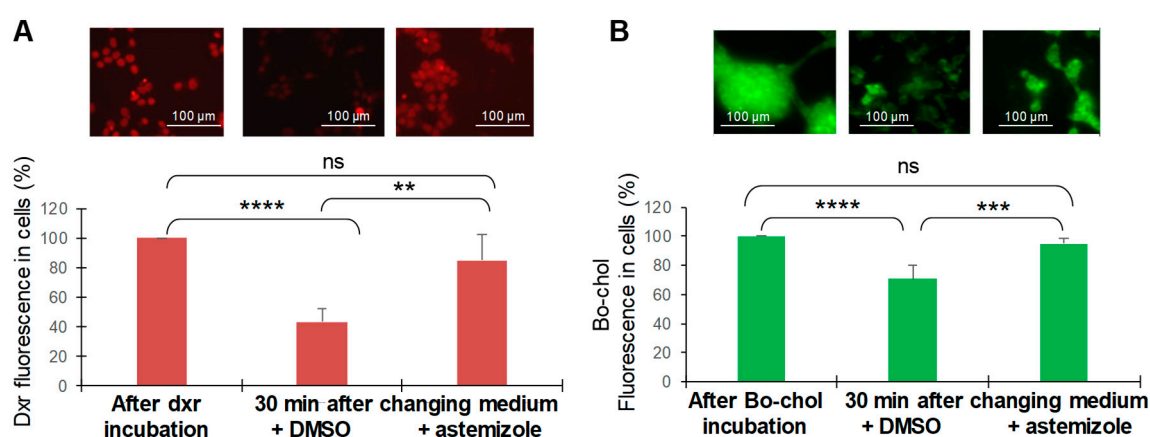 A
100 µm
100 µm
100 µm
ns
**
****
Dxr fluorescence in cells (%)
120
100
80
60
40
20
0
After dxr
incubation
30 min after changing medium
+ DMSO
+ astemizole
B
100 µm
100 µm
100 µm
ns
****
***
Bo-chol
Fluorescence in cells (%)
120
100
80
60
40
20
0
After Bo-chol
incubation
30 min after changing medium
+ DMSO
+ astemizole